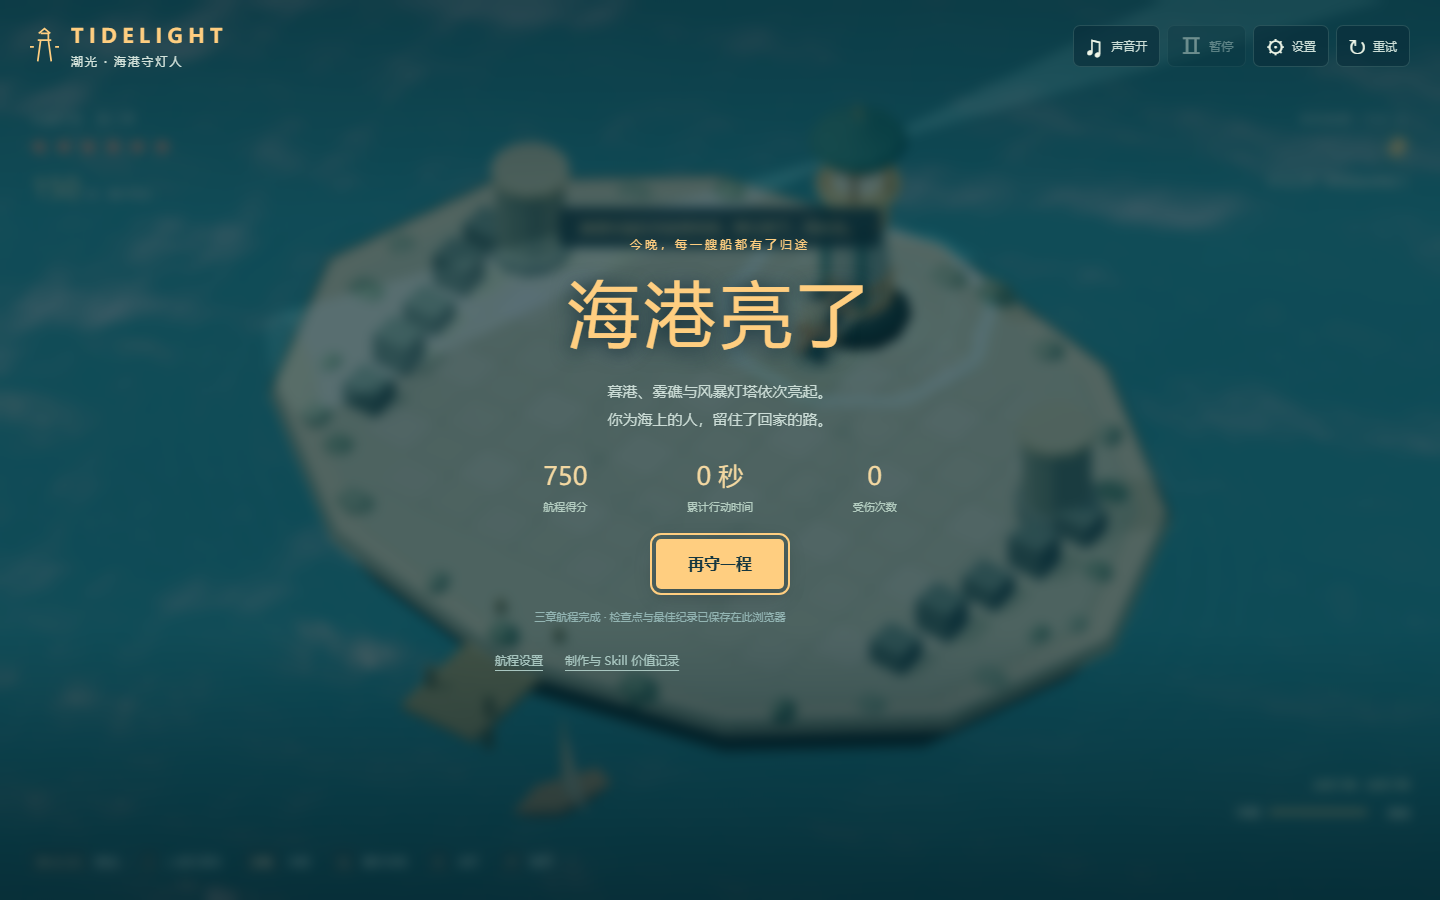 TIDELIGHT
潮光 · 海港守灯人
声音开
暂停
设置
重试
今晚，每一艘船都有了归途
海港亮了
暮港、雾礁与风暴灯塔依次亮起。
你为海上的人，留住了回家的路。
750
0 秒
0
航程得分
累计行动时间
受伤次数
再守一程
三章航程完成 · 检查点与最佳纪录已保存在此浏览器
航程设置
制作与 Skill 价值记录